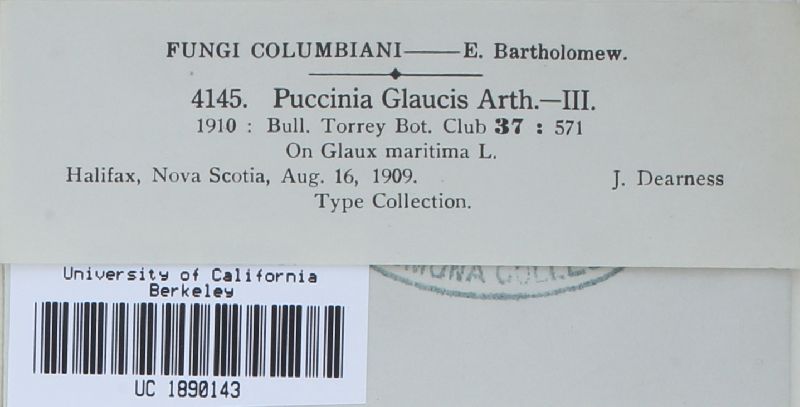 FUNGI COLUMBIANI——E. Bartholomew.
4145. Puccinia Glaucis Arth.—III.
1910 : Bull. Torrey Bot. Club 37 : 571
On Glaux maritima L.
Halifax, Nova Scotia, Aug. 16, 1909. J. Dearness
Type Collection.
University of California
Berkeley
UC 1890143